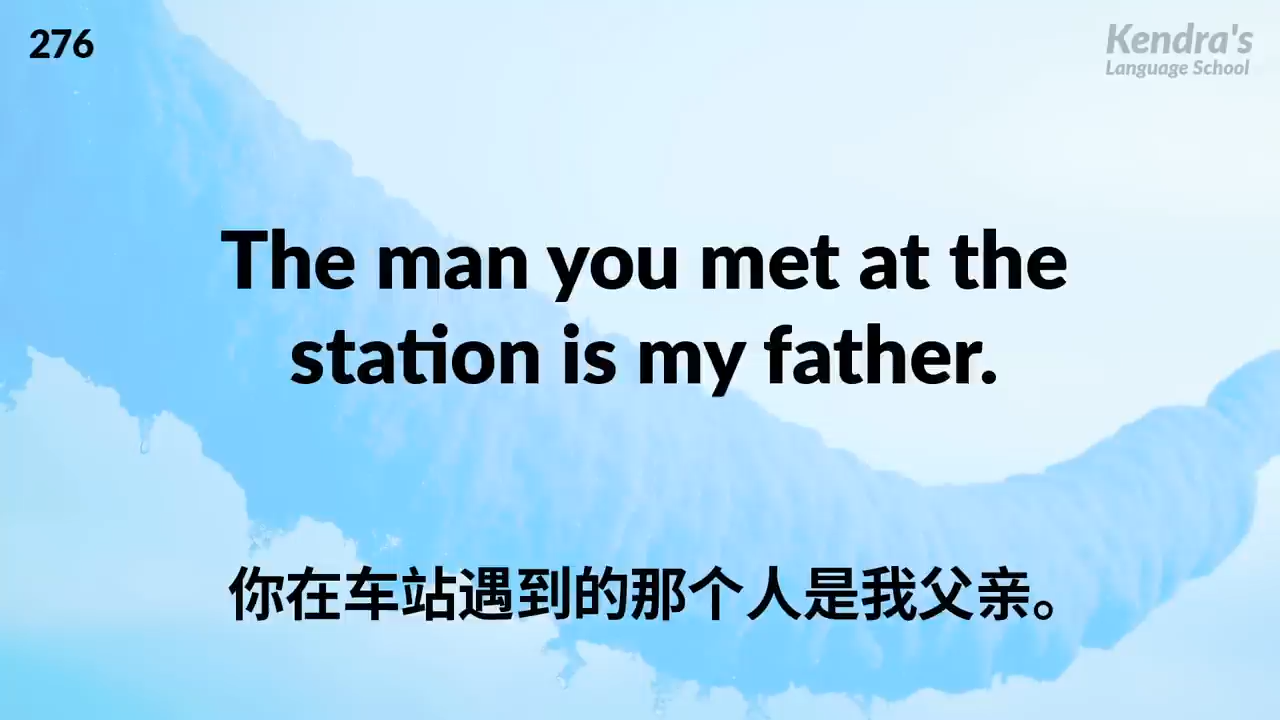 276
Kendra's
Language School
The man you met at the
station is my father.
你在车站遇到的那个人是我父亲。